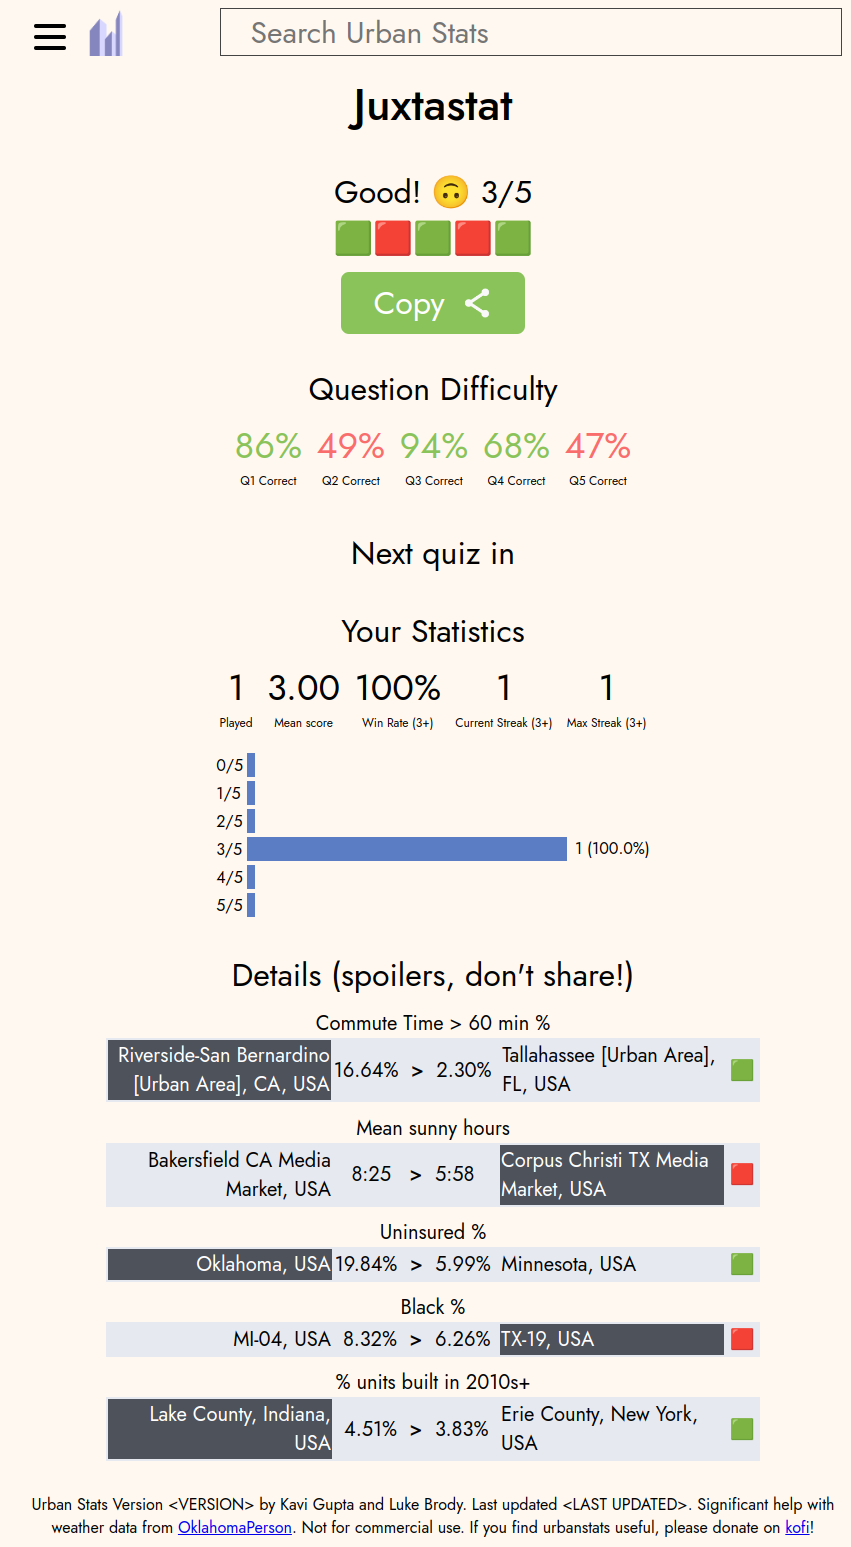 Search Urban Stats
Juxtastat
Good! 🙃 3/5
🟩🟥🟩🟥🟩
Copy
Question Difficulty
86% 49% 94% 68% 47%
Q1 Correct Q2 Correct Q3 Correct Q4 Correct Q5 Correct
Next quiz in
Your Statistics
1 3.00 100% 1 1
Played Mean score Win Rate (3+) Current Streak (3+) Max Streak (3+)
0/5
1/5
2/5
3/5 1 (100.0%)
4/5
5/5
Details (spoilers, don't share!)
Commute Time > 60 min %
Riverside-San Bernardino
[Urban Area], CA, USA
16.64% > 2.30%
Tallahassee [Urban Area],
FL, USA
🟩
Mean sunny hours
Bakersfield CA Media
Market, USA
8:25 > 5:58
Corpus Christi TX Media
Market, USA
🟥
Uninsured %
Oklahoma, USA 19.84% > 5.99% Minnesota, USA 🟩
Black %
MI-04, USA 8.32% > 6.26% TX-19, USA 🟥
% units built in 2010s+
Lake County, Indiana,
USA
4.51% > 3.83%
Erie County, New York,
USA
🟩
Urban Stats Version <VERSION> by Kavi Gupta and Luke Brody. Last updated <LAST UPDATED>. Significant help with
weather data from OklahomaPerson. Not for commercial use. If you find urbanstats useful, please donate on kofi!